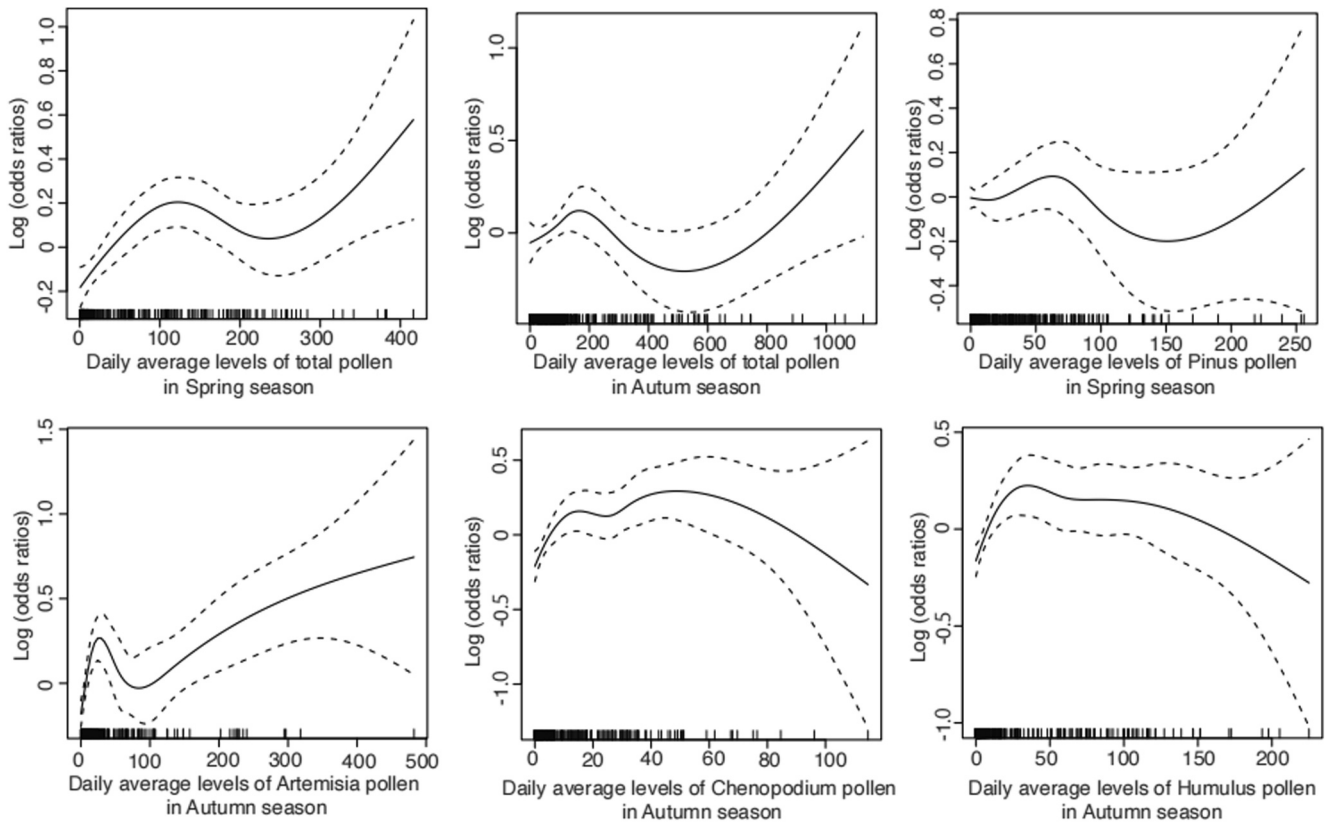 Log (odds ratios)
1.0
0.8
0.6
0.4
0.2
0
-0.2
0 100 200 300 400
Daily average levels of total pollen
in Spring season
Log (odds ratios)
1.0
0.5
0
0 200 400 600 800 1000
Daily average levels of total pollen
in Autum season
Log (odds ratios)
0.8
0.6
0.4
0.2
0
-0.2
-0.4
0 50 100 150 200 250
Daily average levels of Pinus pollen
in Spring season
Log (odds ratios)
1.5
1.0
0.5
0
0 100 200 300 400 500
Daily average levels of Artemisia pollen
in Autumn season
Log (odds ratios)
0.5
0
-0.5
-1.0
0 20 40 60 80 100
Daily average levels of Chenopodium pollen
in Autumn season
Log (odds ratios)
0.5
0
-0.5
-1.0
0 50 100 150 200
Daily average levels of Humulus pollen
in Autumn season